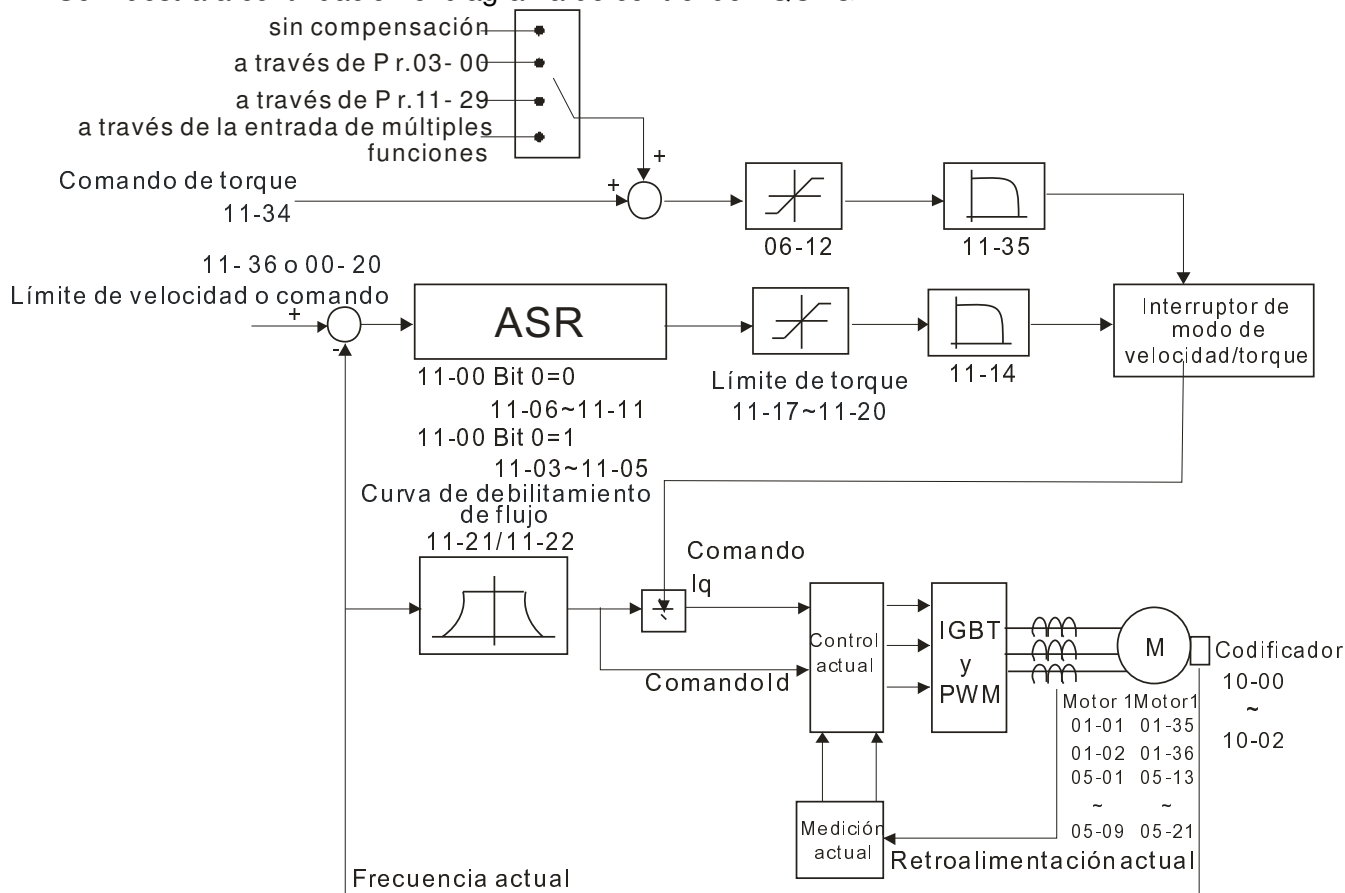 sin compensación
a través de P r.03- 00
a través de P r.11- 29
a través de la entrada de múltiples
funciones
+
Comando de torque
11-34
+
06-12
11-35
11- 36 o 00- 20
Límite de velocidad o comando
+
-
ASR
Interruptor de
modo de
velocidad/torque
11-00 Bit 0=0
11-06~11-11
11-00 Bit 0=1
11-03~11-05
Límite de torque
11-17~11-20
11-14
Curva de debilitamiento
de flujo
11-21/11-22
Comando
Iq
Comando Id
Control
actual
IGBT
y
PWM
M
Codificador
10-00
~
10-02
Motor 1 Motor1
01-01 01-35
01-02 01-36
05-01 05-13
~ ~
05-09 05-21
Medición
actual
Retroalimentación actual
Frecuencia actual